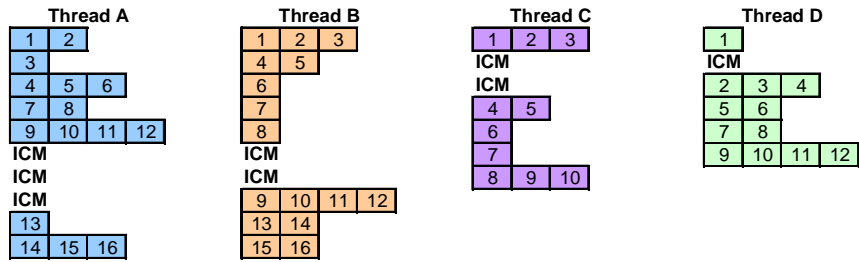 Thread A Thread B Thread C Thread D
1 2 1 2 3 1 2 3 1
3 4 5 ICM ICM
4 5 6 6 ICM 2 3 4
7 8 7 4 5 5 6
9 10 11 12 8 6 7 8
ICM ICM 7 9 10 11 12
ICM ICM 8 9 10
ICM 9 10 11 12
13 13 14
14 15 16 15 16